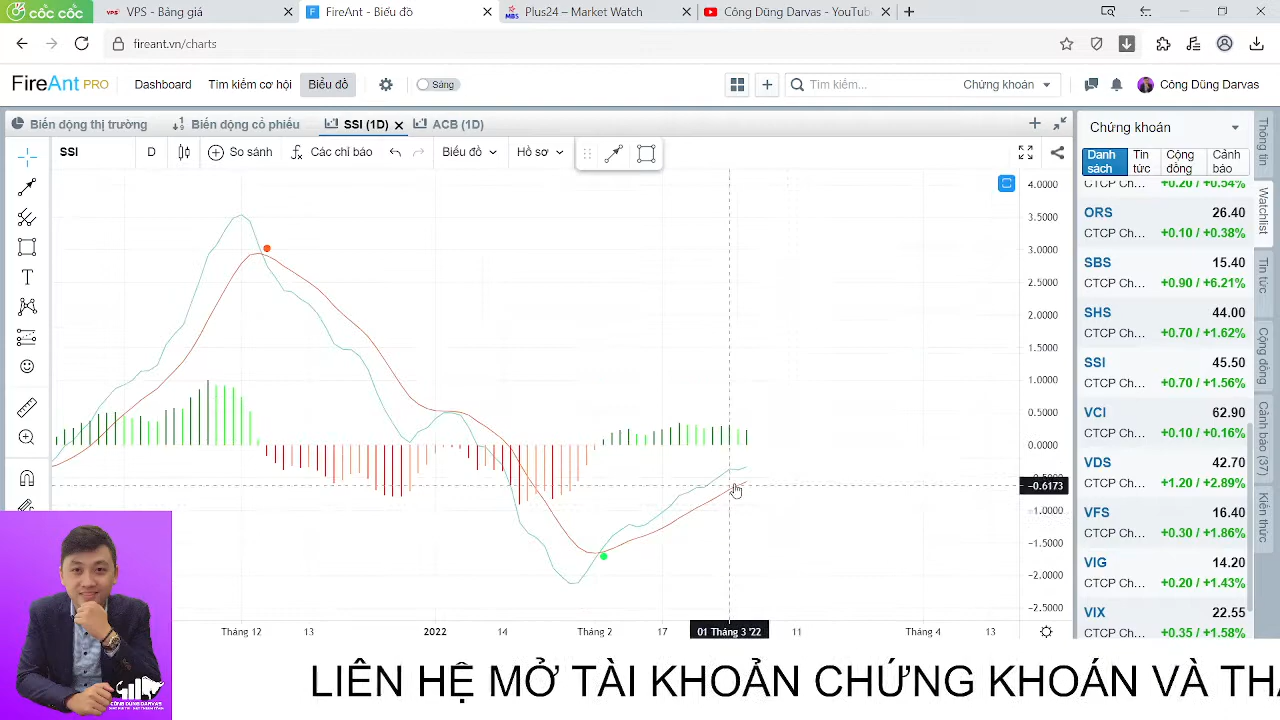 cốc cốc
VPS - Bảng giá
FireAnt - Biểu đồ
Plus24 – Market Watch
Công Dũng Darvas - YouTube
fireant.vn/charts
FireAnt PRO
Dashboard
Tìm kiếm cơ hội
Biểu đồ
Sáng
Tìm kiếm...
Chứng khoán
Công Dũng Darvas
Biến động thị trường
Biến động cổ phiếu
SSI (1D)
ACB (1D)
SSI
D
So sánh
Các chỉ báo
Biểu đồ
Hồ sơ
4.0000
3.5000
3.0000
2.5000
2.0000
1.5000
1.0000
0.5000
0.0000
−0.6173
−1.0000
−1.5000
−2.0000
−2.5000
Tháng 12
13
2022
14
Tháng 2
17
01 Tháng 3 '22
11
Tháng 4
13
Chứng khoán
Danh sách
Tin tức
Cộng đồng
Cảnh báo
CTCP Ch... +0.20 / +0.54%
ORS 26.40
CTCP Ch... +0.10 / +0.38%
SBS 15.40
CTCP Ch... +0.90 / +6.21%
SHS 44.00
CTCP Ch... +0.70 / +1.62%
SSI 45.50
CTCP Ch... +0.70 / +1.56%
VCI 62.90
CTCP Ch... +0.10 / +0.16%
VDS 42.70
CTCP Ch... +1.20 / +2.89%
VFS 16.40
CTCP Ch... +0.30 / +1.86%
VIG 14.20
CTCP Ch... +0.20 / +1.43%
VIX 22.55
CTCP Ch... +0.35 / +1.58%
Thông tin
Watchlist
Tin tức
Cộng đồng
Cảnh báo (37)
Kiến thức
CÔNG DŨNG DARVAS
LIÊN HỆ MỞ TÀI KHOẢN CHỨNG KHOÁN VÀ THA